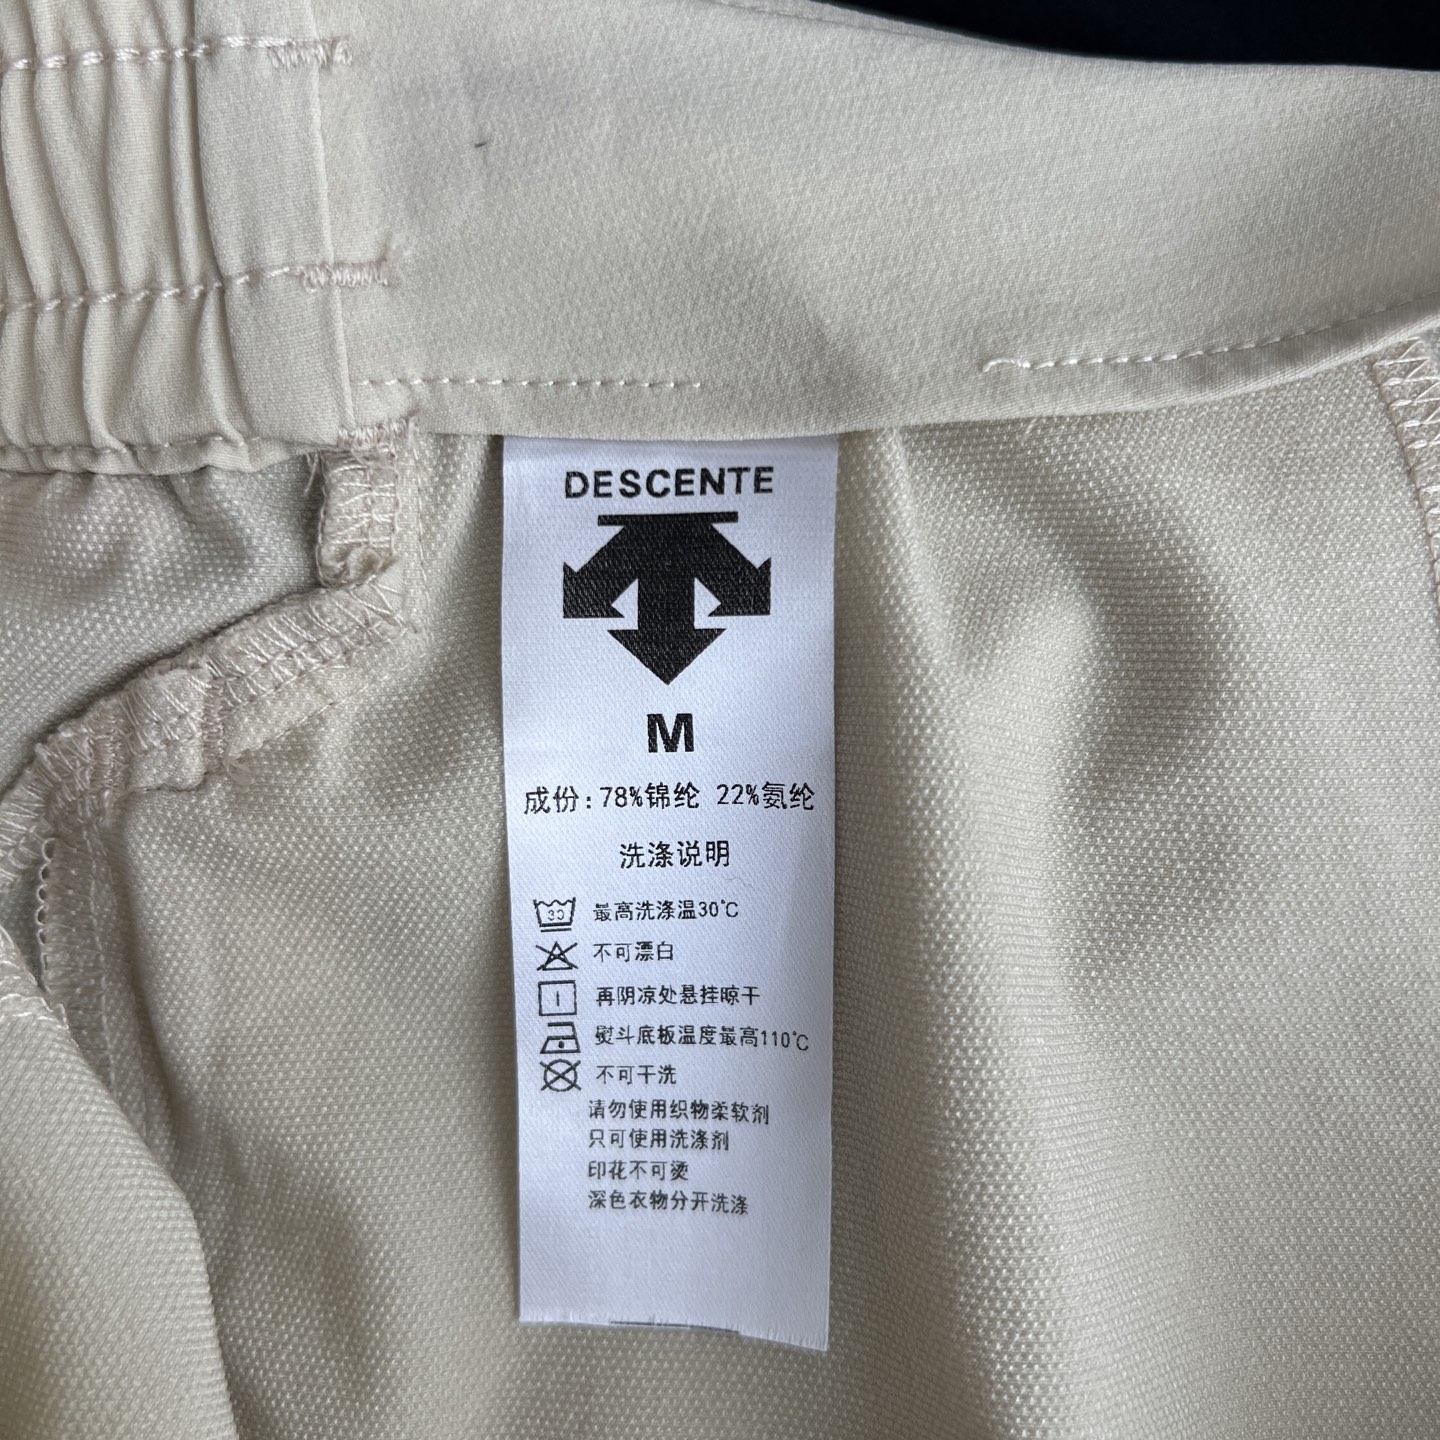 DESCENTE
M
成份:78%锦纶 22%氨纶
洗涤说明
30 最高洗涤温30℃
不可漂白
再阴凉处悬挂晾干
熨斗底板温度最高110℃
不可干洗
请勿使用织物柔软剂
只可使用洗涤剂
印花不可烫
深色衣物分开洗涤